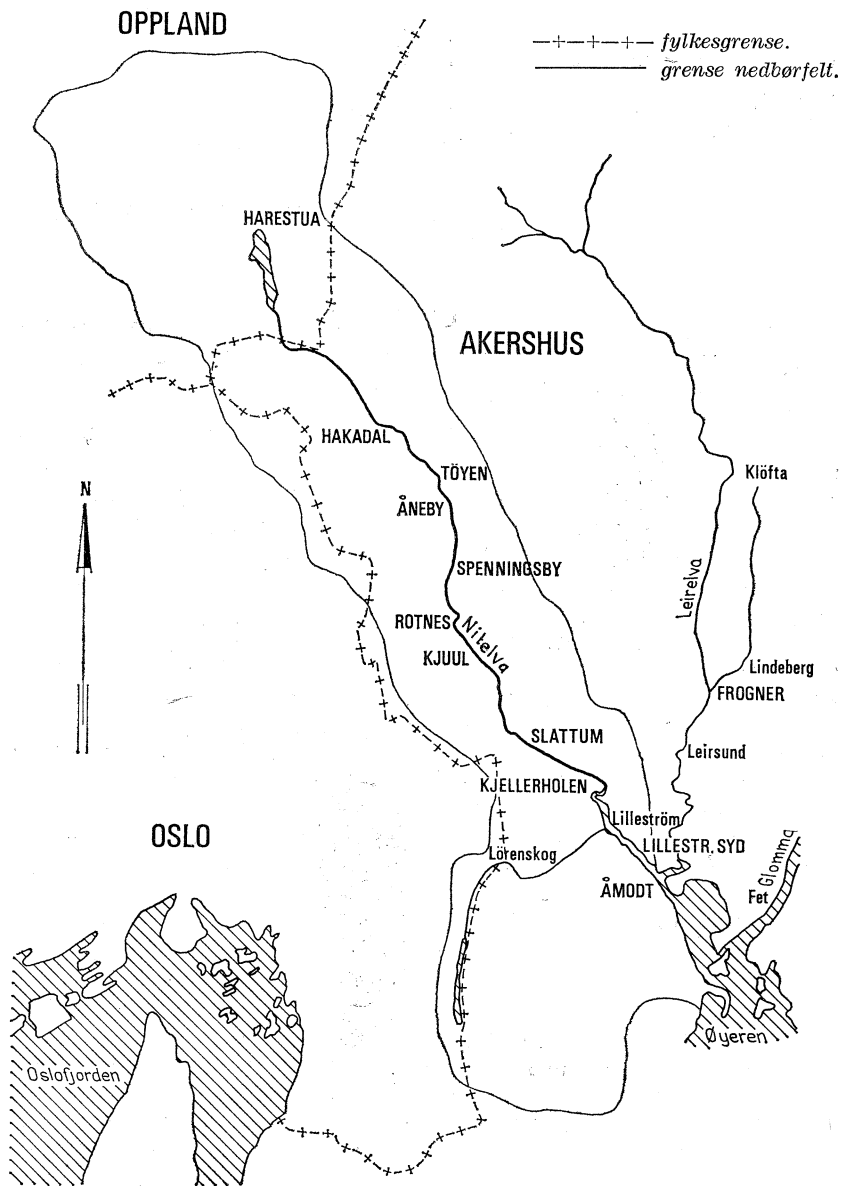 OPPLAND
fylkesgrense.
grense nedbørfelt.
HARESTUA
AKERSHUS
HAKADAL
TÖYEN
Klöfta
N
ÅNEBY
SPENNINGSBY
Leirelva
ROTNES
Nitelva
KJUUL
Lindeberg
FROGNER
SLATTUM
Leirsund
KJELLERHOLEN
Lilleström
OSLO
LILLESTR. SYD
Lörenskog
Glomma
ÅMODT
Fet
Øyeren
Oslofjorden